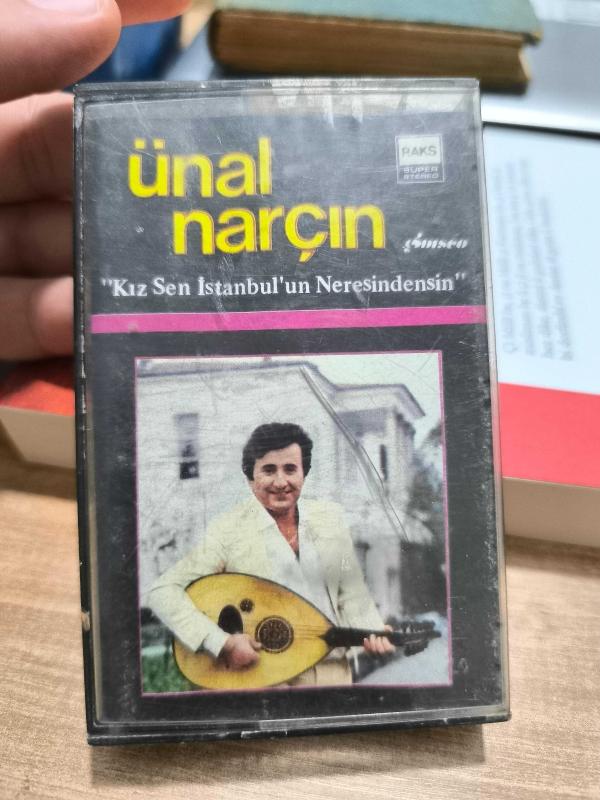 ünal
narçın
RAKS
SUPER
STEREO
"Kız Sen İstanbul'un Neresindensin"